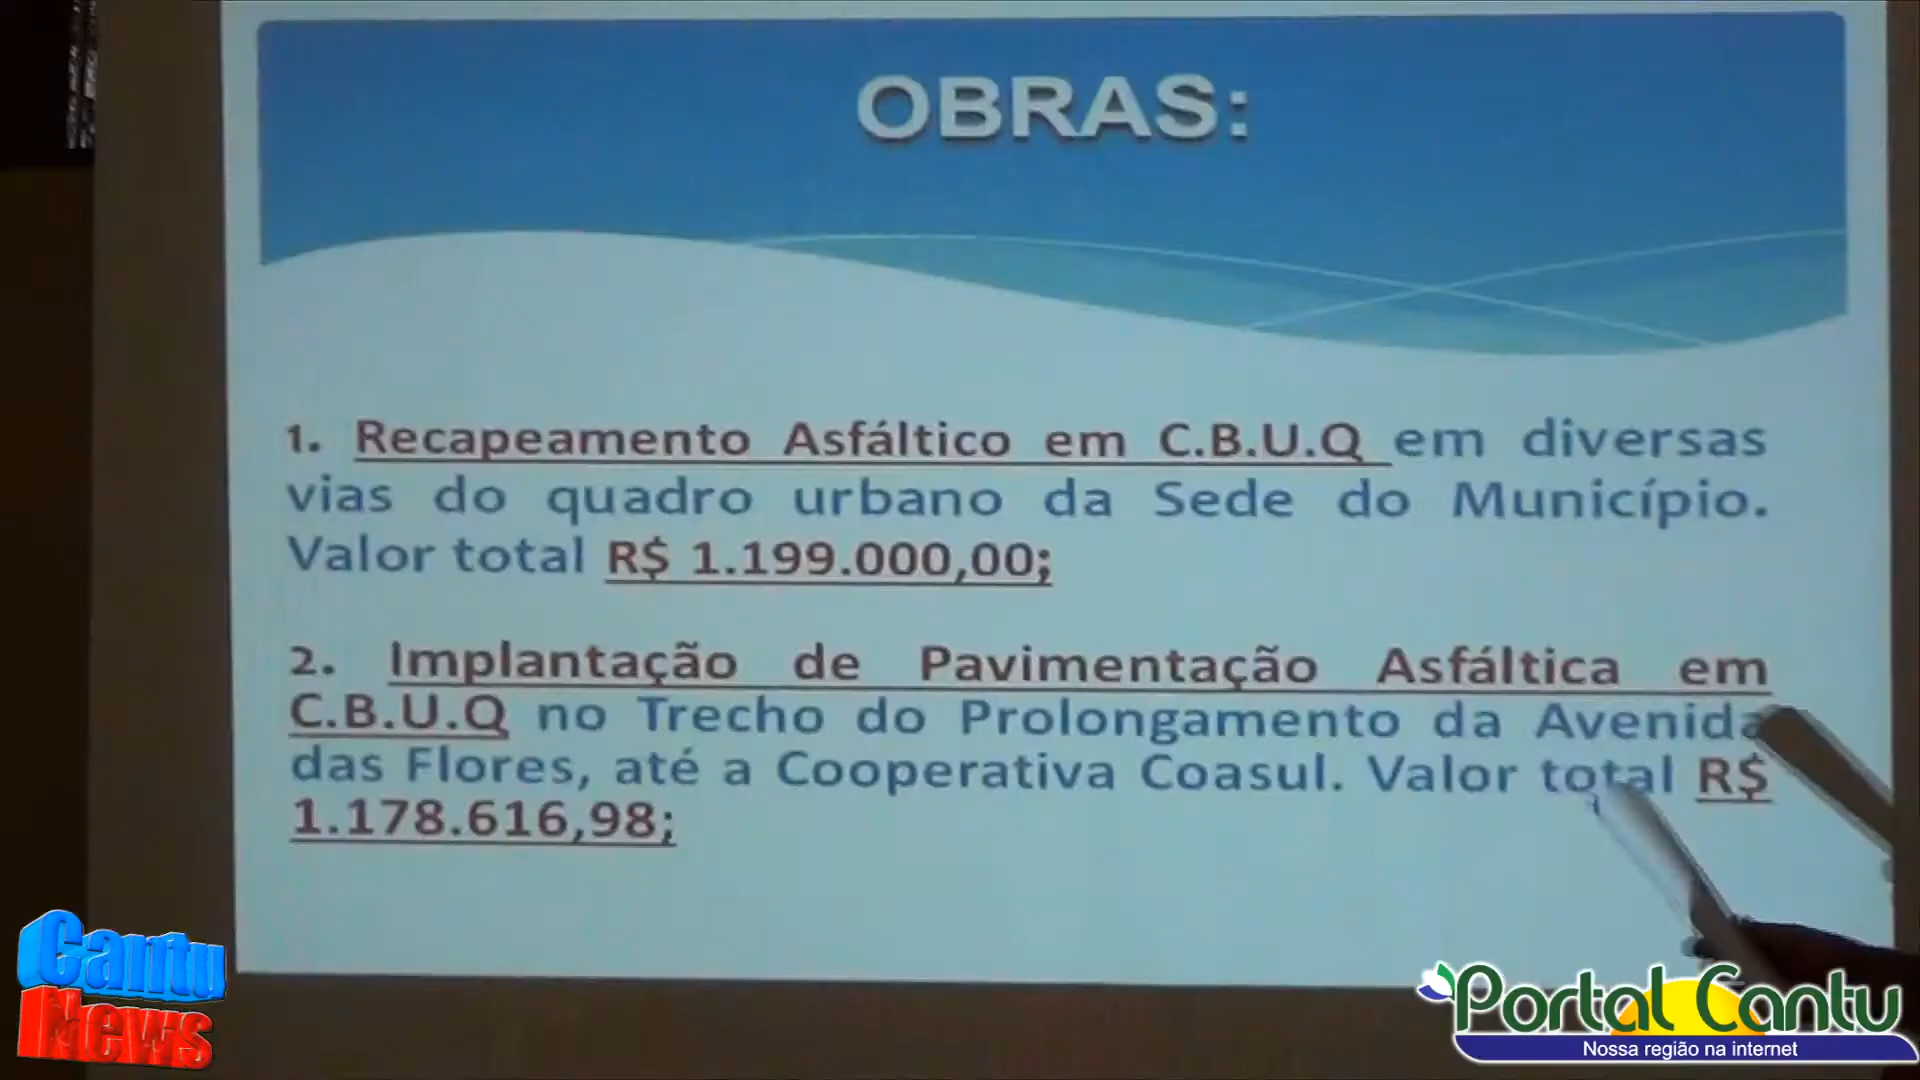 OBRAS:
1. Recapeamento Asfáltico em C.B.U.Q em diversas
vias do quadro urbano da Sede do Município.
Valor total R$ 1.199.000,00;
2. Implantação de Pavimentação Asfáltica em
C.B.U.Q no Trecho do Prolongamento da Avenida
das Flores, até a Cooperativa Coasul. Valor total R$
1.178.616,98;
Cantu
News
Portal Cantu
Nossa região na internet